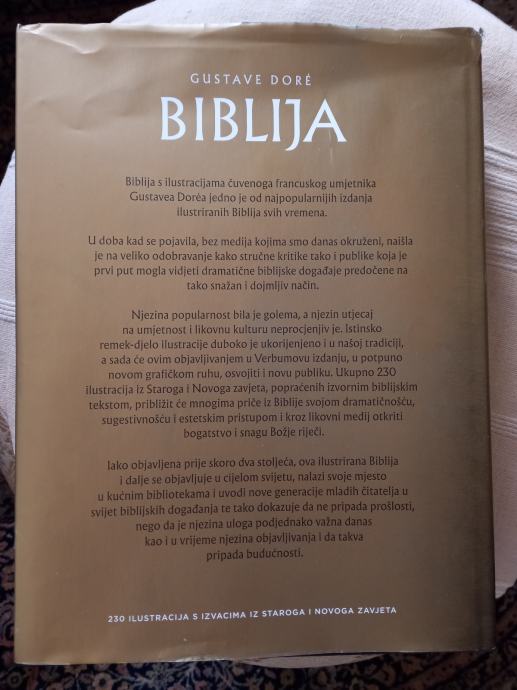 GUSTAVE DORÉ
BIBLIJA
Biblija s ilustracijama čuvenoga francuskog umjetnika
Gustavea Doréa jedno je od najpopularnijih izdanja
ilustriranih Biblija svih vremena.
U doba kad se pojavila, bez medija kojima smo danas okruženi, naišla
je na veliko odobravanje kako stručne kritike tako i publike koja je
prvi put mogla vidjeti dramatične biblijske događaje predočene na
tako snažan i dojmljiv način.
Njezina popularnost bila je golema, a njezin utjecaj
na umjetnost i likovnu kulturu neprocjenjiv je. Istinsko
remek-djelo ilustracije duboko je ukorijenjeno i u našoj tradiciji,
a sada će ovim objavljivanjem u Verbumovu izdanju, u potpuno
novom grafičkom ruhu, osvojiti i novu publiku. Ukupno 230
ilustracija iz Staroga i Novoga zavjeta, popraćenih izvornim biblijskim
tekstom, približit će mnogima priče iz Biblije svojom dramatičnošću,
sugestivnošću i estetskim pristupom i kroz likovni medij otkriti
bogatstvo i snagu Božje riječi.
Iako objavljena prije skoro dva stoljeća, ova ilustrirana Biblija
i dalje se objavljuje u cijelom svijetu, nalazi svoje mjesto
u kućnim bibliotekama i uvodi nove generacije mladih čitatelja u
svijet biblijskih događanja te tako dokazuje da ne pripada prošlosti,
nego da je njezina uloga podjednako važna danas
kao i u vrijeme njezina objavljivanja i da takva
pripada budućnosti.
230 ILUSTRACIJA S IZVACIMA IZ STAROGA I NOVOGA ZAVJETA